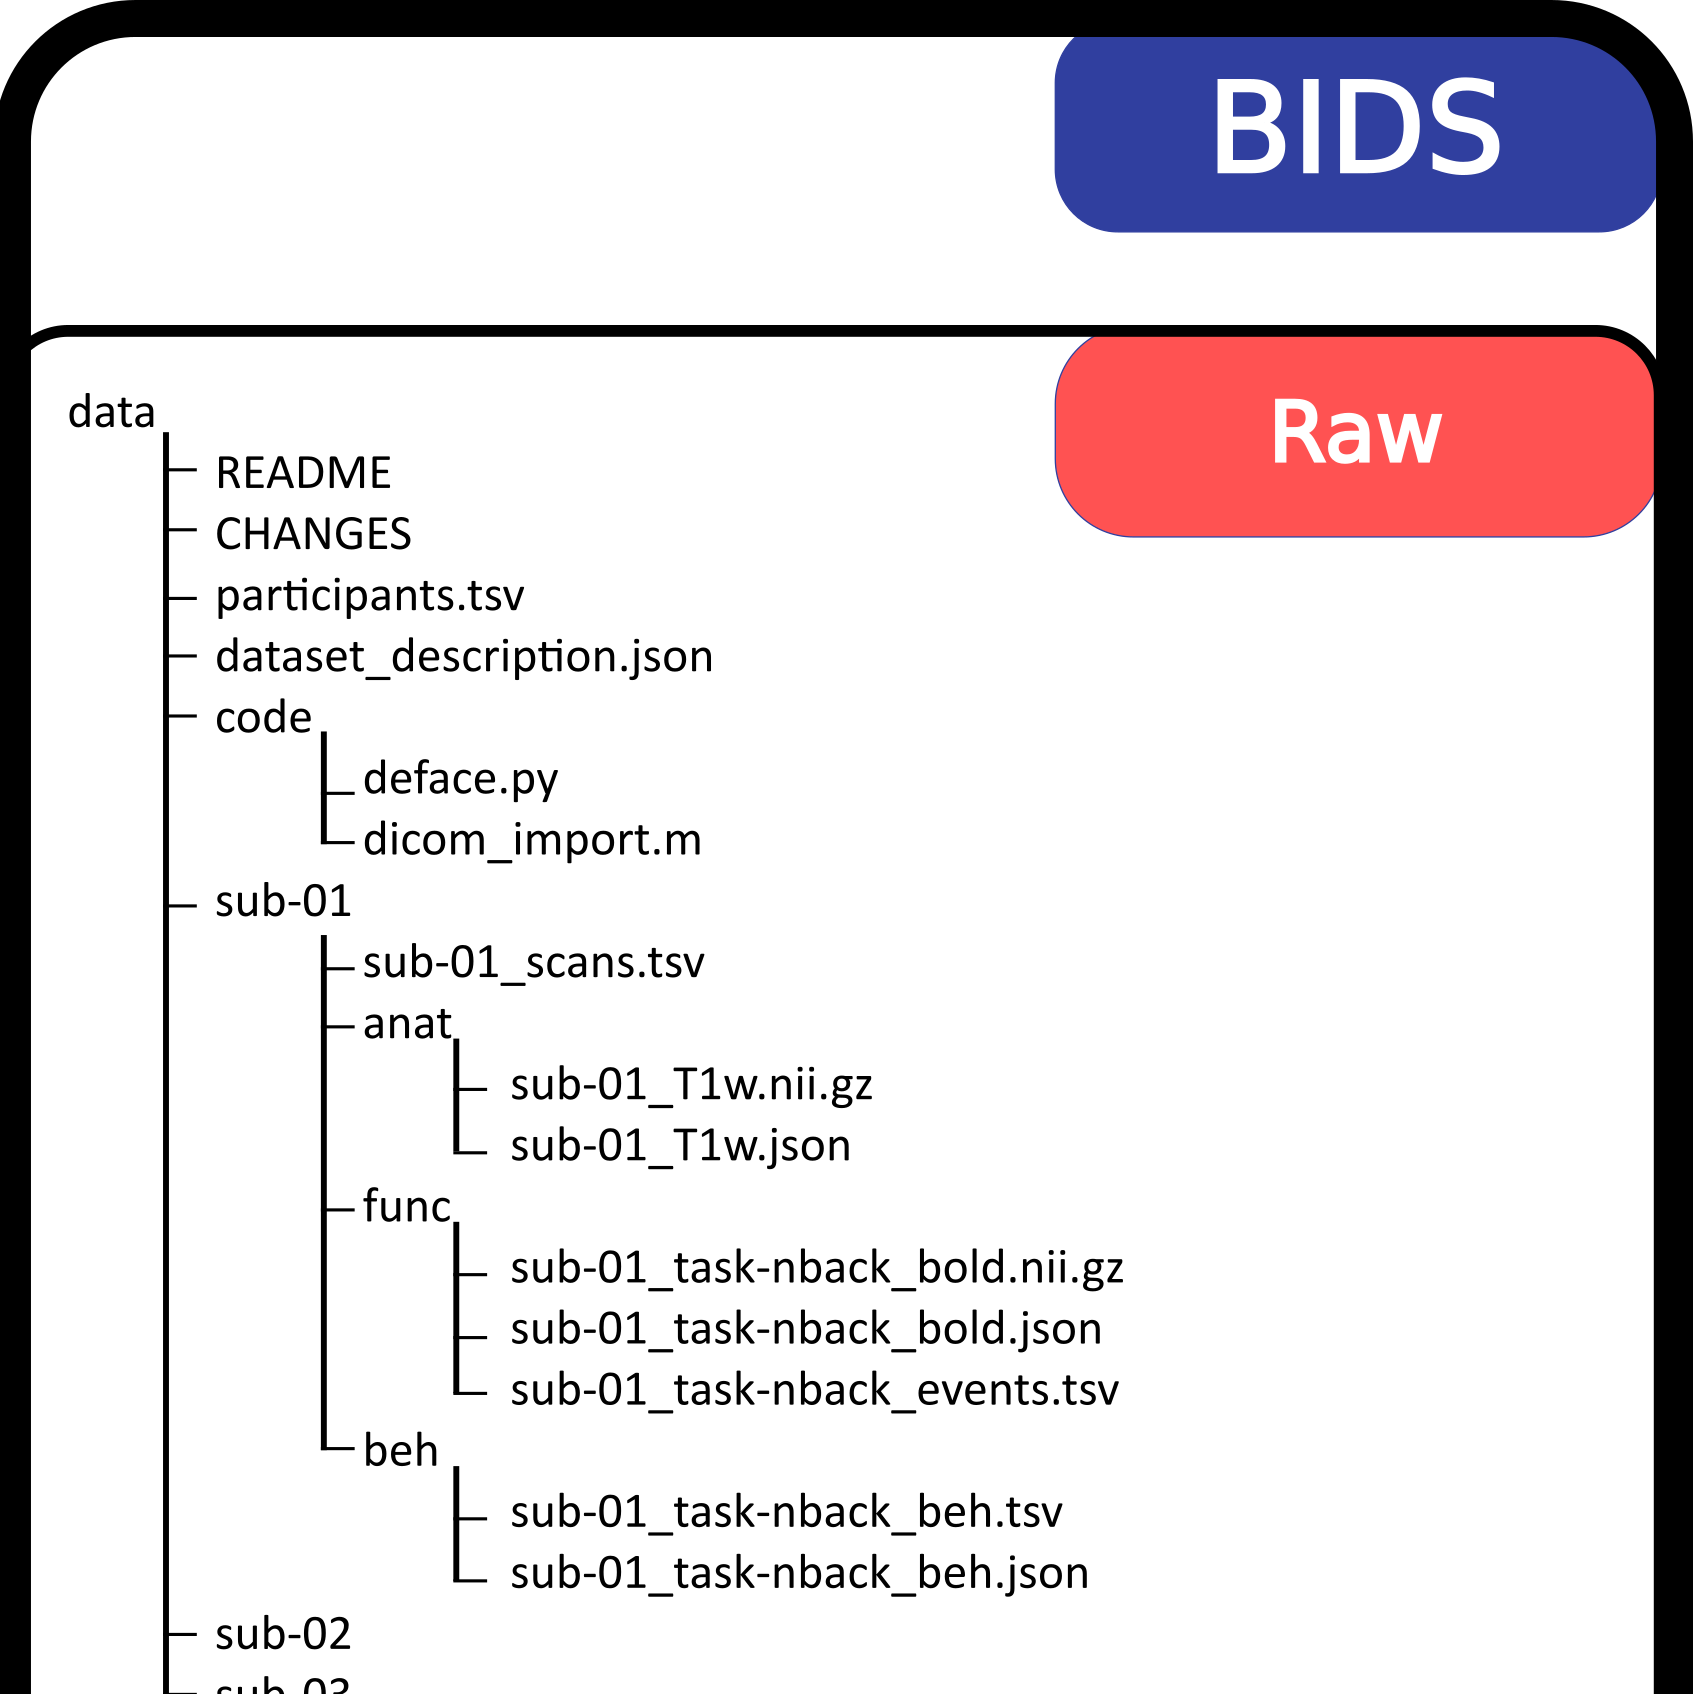 BIDS
Raw
data
README
CHANGES
participants.tsv
dataset_description.json
code
deface.py
dicom_import.m
sub-01
sub-01_scans.tsv
anat
sub-01_T1w.nii.gz
sub-01_T1w.json
func
sub-01_task-nback_bold.nii.gz
sub-01_task-nback_bold.json
sub-01_task-nback_events.tsv
beh
sub-01_task-nback_beh.tsv
sub-01_task-nback_beh.json
sub-02
sub-03